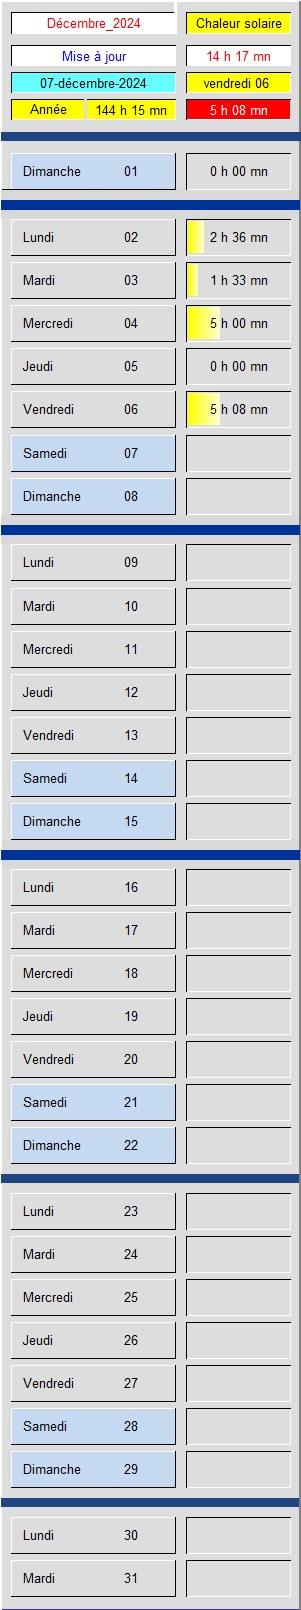 Décembre_2024 Chaleur solaire
Mise à jour 14 h 17 mn
07-décembre-2024 vendredi 06
Année 144 h 15 mn 5 h 08 mn
Dimanche 01 0 h 00 mn
Lundi 02 2 h 36 mn
Mardi 03 1 h 33 mn
Mercredi 04 5 h 00 mn
Jeudi 05 0 h 00 mn
Vendredi 06 5 h 08 mn
Samedi 07
Dimanche 08
Lundi 09
Mardi 10
Mercredi 11
Jeudi 12
Vendredi 13
Samedi 14
Dimanche 15
Lundi 16
Mardi 17
Mercredi 18
Jeudi 19
Vendredi 20
Samedi 21
Dimanche 22
Lundi 23
Mardi 24
Mercredi 25
Jeudi 26
Vendredi 27
Samedi 28
Dimanche 29
Lundi 30
Mardi 31